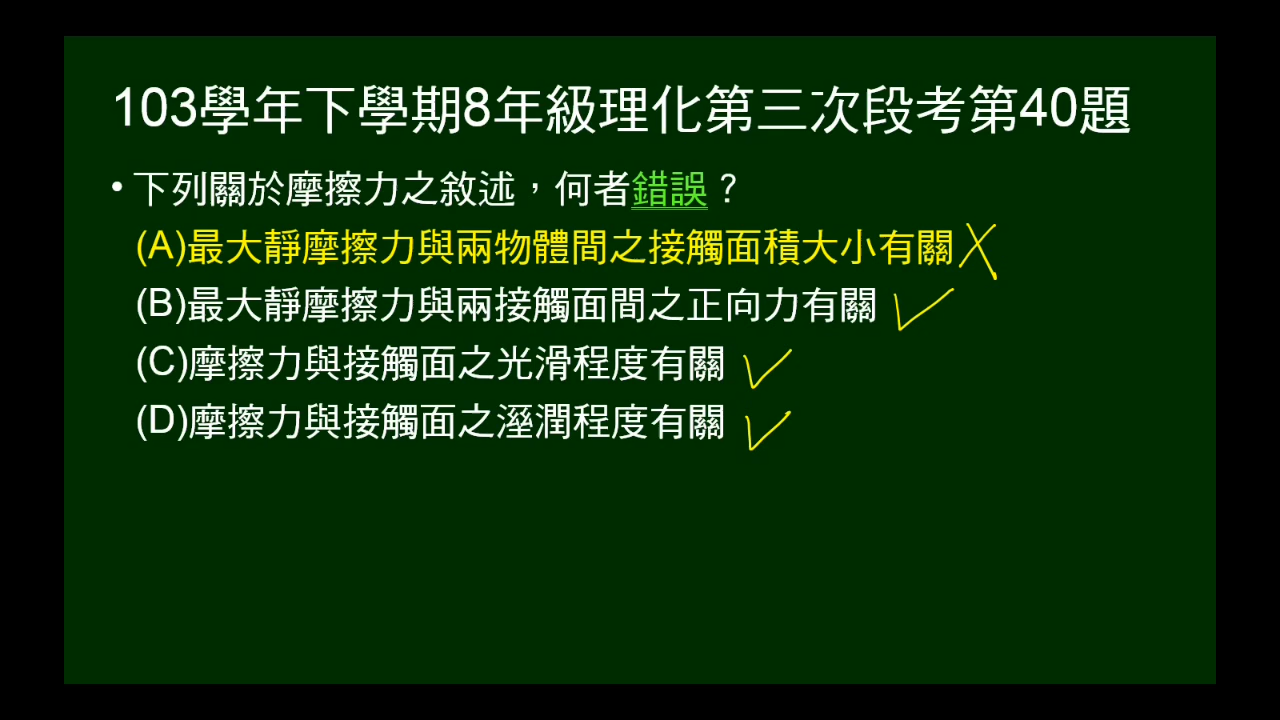 103學年下學期8年級理化第三次段考第40題
• 下列關於摩擦力之敘述，何者錯誤？
(A)最大靜摩擦力與兩物體間之接觸面積大小有關
(B)最大靜摩擦力與兩接觸面間之正向力有關
(C)摩擦力與接觸面之光滑程度有關
(D)摩擦力與接觸面之溼潤程度有關